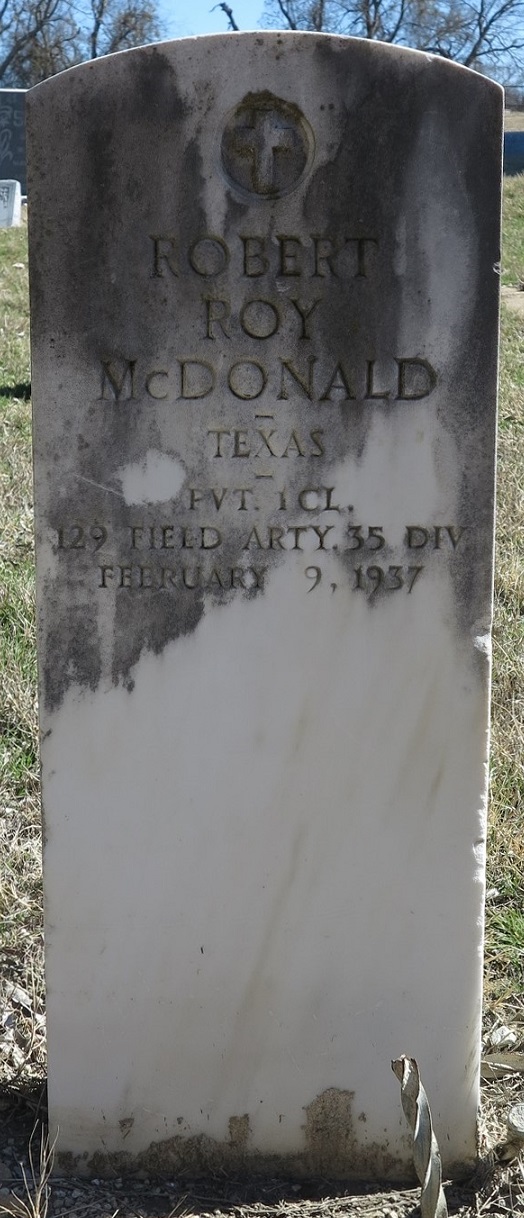 ROBERT
ROY
McDONALD
TEXAS
PVT. 1 CL.
129 FIELD ARTY. 35 DIV
FEBRUARY 9, 1937